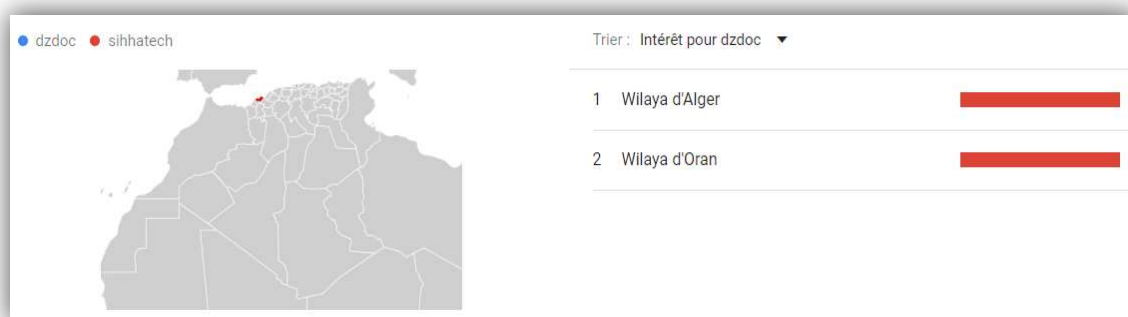 dzdoc sihhatech
Trier : Intérêt pour dzdoc
1 Wilaya d'Alger
2 Wilaya d'Oran